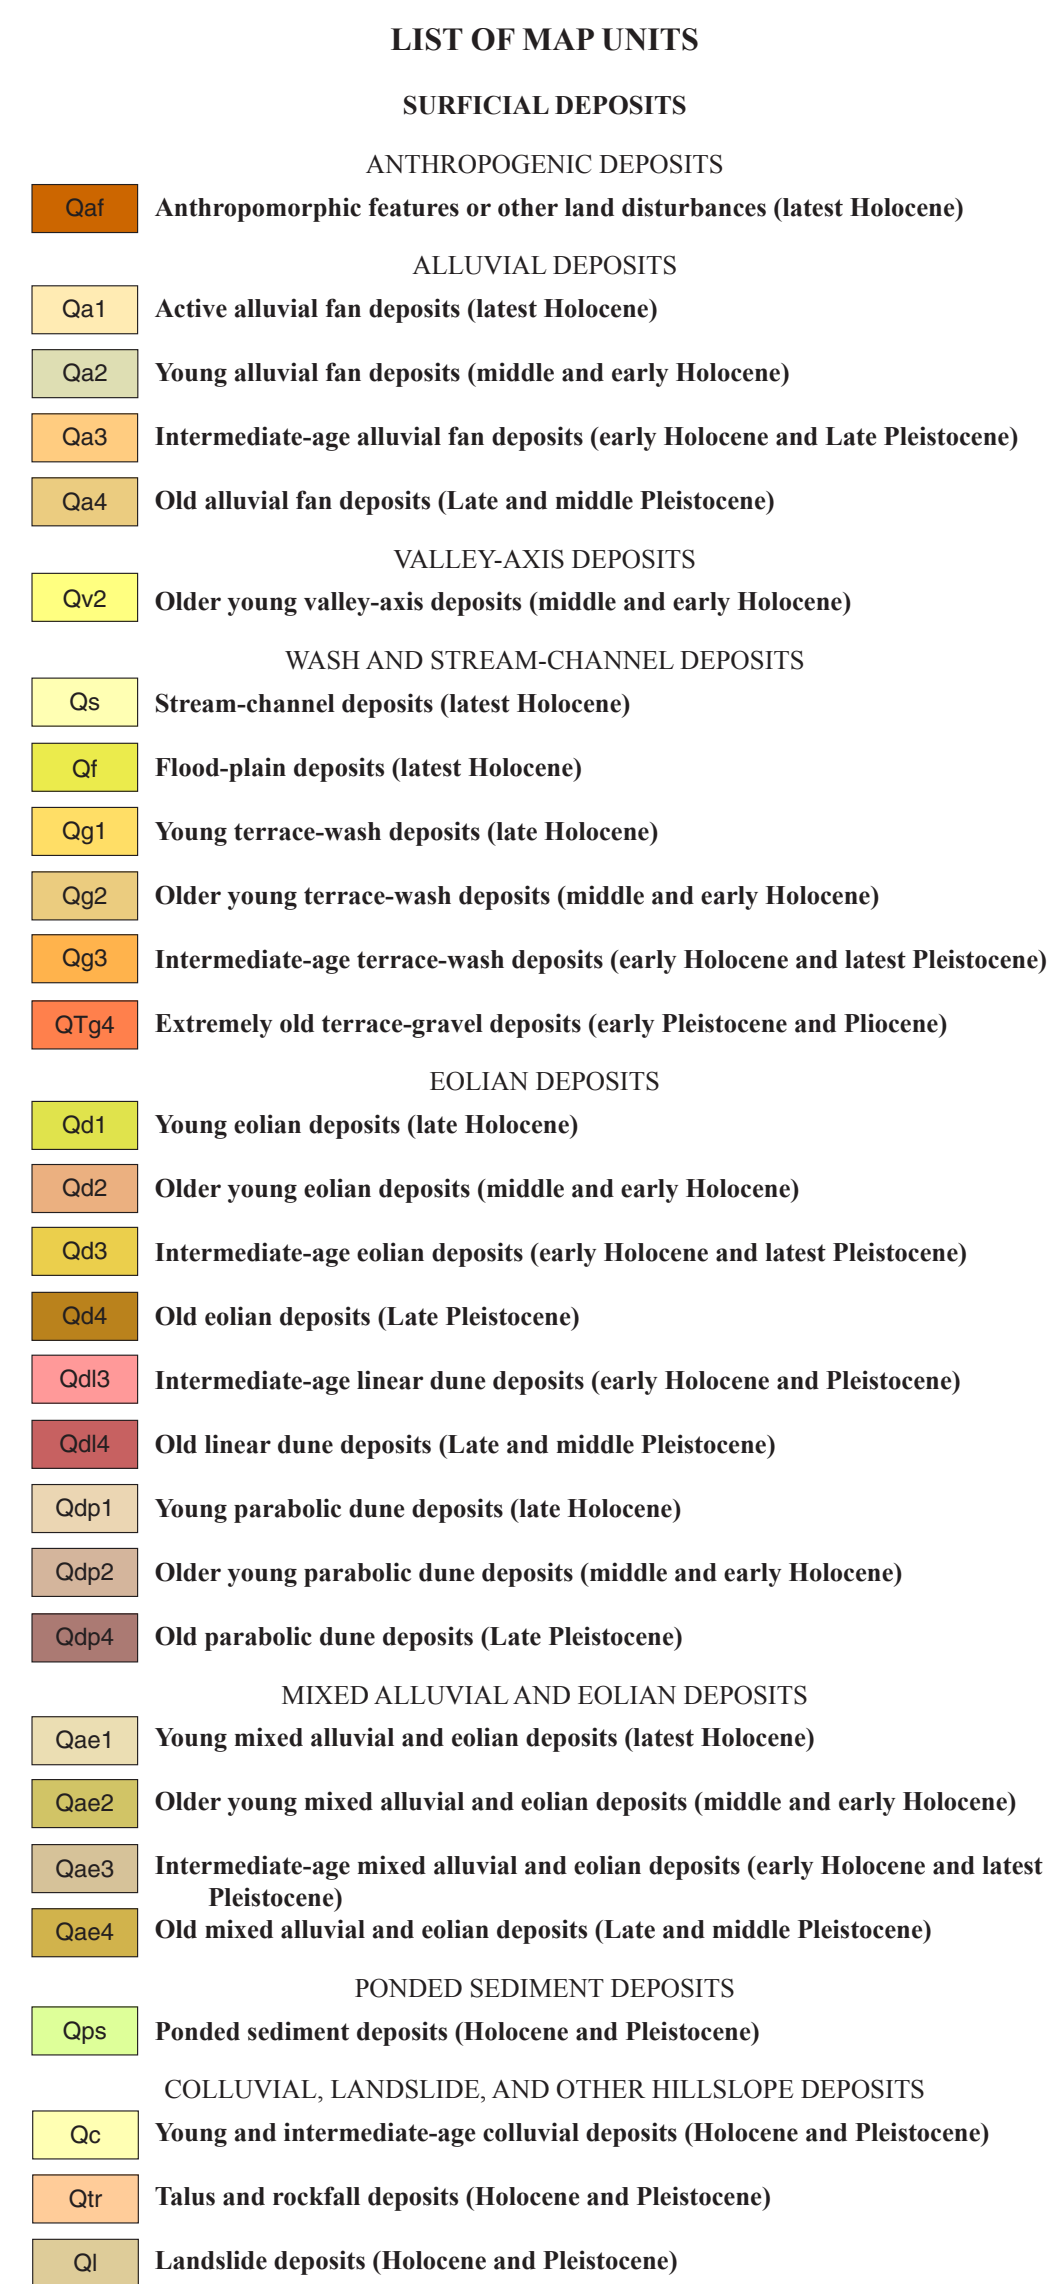 LIST OF MAP UNITS
SURFICIAL DEPOSITS
ANTHROPOGENIC DEPOSITS
Qaf Anthropomorphic features or other land disturbances (latest Holocene)
ALLUVIAL DEPOSITS
Qa1 Active alluvial fan deposits (latest Holocene)
Qa2 Young alluvial fan deposits (middle and early Holocene)
Qa3 Intermediate-age alluvial fan deposits (early Holocene and Late Pleistocene)
Qa4 Old alluvial fan deposits (Late and middle Pleistocene)
VALLEY-AXIS DEPOSITS
Qv2 Older young valley-axis deposits (middle and early Holocene)
WASH AND STREAM-CHANNEL DEPOSITS
Qs Stream-channel deposits (latest Holocene)
Qf Flood-plain deposits (latest Holocene)
Qg1 Young terrace-wash deposits (late Holocene)
Qg2 Older young terrace-wash deposits (middle and early Holocene)
Qg3 Intermediate-age terrace-wash deposits (early Holocene and latest Pleistocene)
QTg4 Extremely old terrace-gravel deposits (early Pleistocene and Pliocene)
EOLIAN DEPOSITS
Qd1 Young eolian deposits (late Holocene)
Qd2 Older young eolian deposits (middle and early Holocene)
Qd3 Intermediate-age eolian deposits (early Holocene and latest Pleistocene)
Qd4 Old eolian deposits (Late Pleistocene)
Qdl3 Intermediate-age linear dune deposits (early Holocene and Pleistocene)
Qdl4 Old linear dune deposits (Late and middle Pleistocene)
Qdp1 Young parabolic dune deposits (late Holocene)
Qdp2 Older young parabolic dune deposits (middle and early Holocene)
Qdp4 Old parabolic dune deposits (Late Pleistocene)
MIXED ALLUVIAL AND EOLIAN DEPOSITS
Qae1 Young mixed alluvial and eolian deposits (latest Holocene)
Qae2 Older young mixed alluvial and eolian deposits (middle and early Holocene)
Qae3 Intermediate-age mixed alluvial and eolian deposits (early Holocene and latest
Pleistocene)
Qae4 Old mixed alluvial and eolian deposits (Late and middle Pleistocene)
PONDED SEDIMENT DEPOSITS
Qps Ponded sediment deposits (Holocene and Pleistocene)
COLLUVIAL, LANDSLIDE, AND OTHER HILLSLOPE DEPOSITS
Qc Young and intermediate-age colluvial deposits (Holocene and Pleistocene)
Qtr Talus and rockfall deposits (Holocene and Pleistocene)
Ql Landslide deposits (Holocene and Pleistocene)